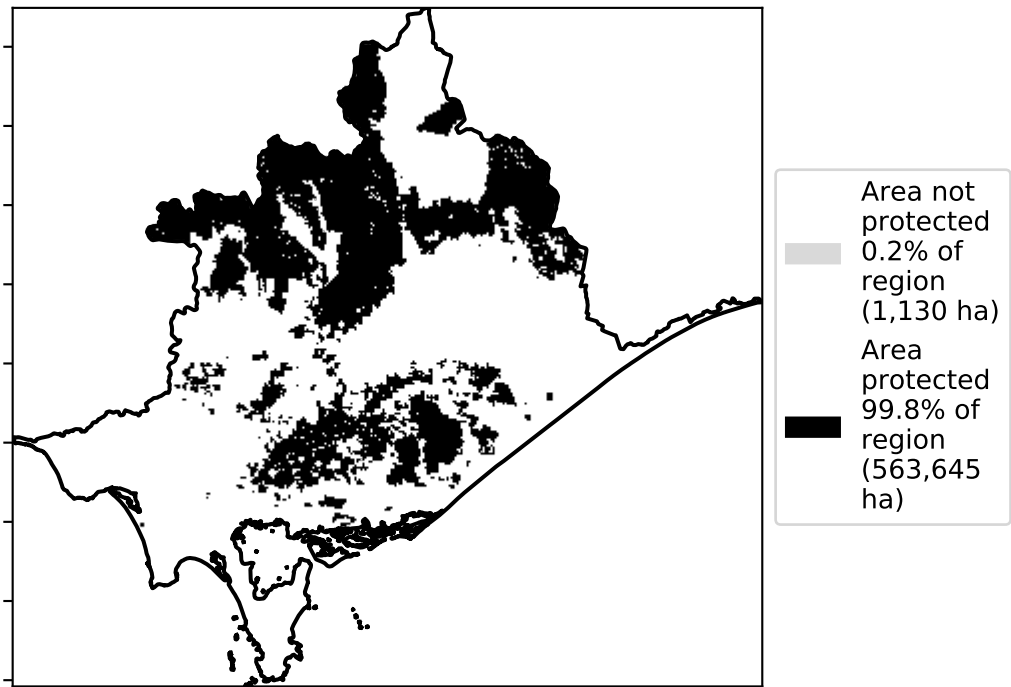 Area not
protected
0.2% of
region
(1,130 ha)
Area
protected
99.8% of
region
(563,645
ha)